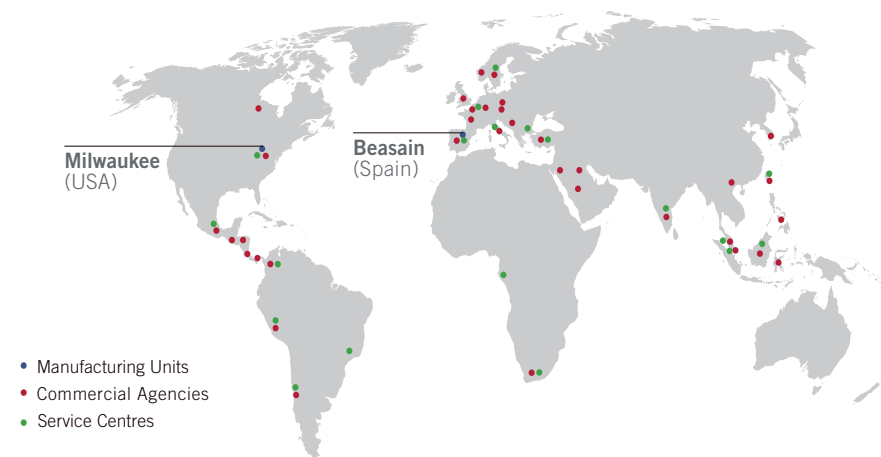 Milwaukee
(USA)
Beasain
(Spain)
Manufacturing Units
Commercial Agencies
Service Centres